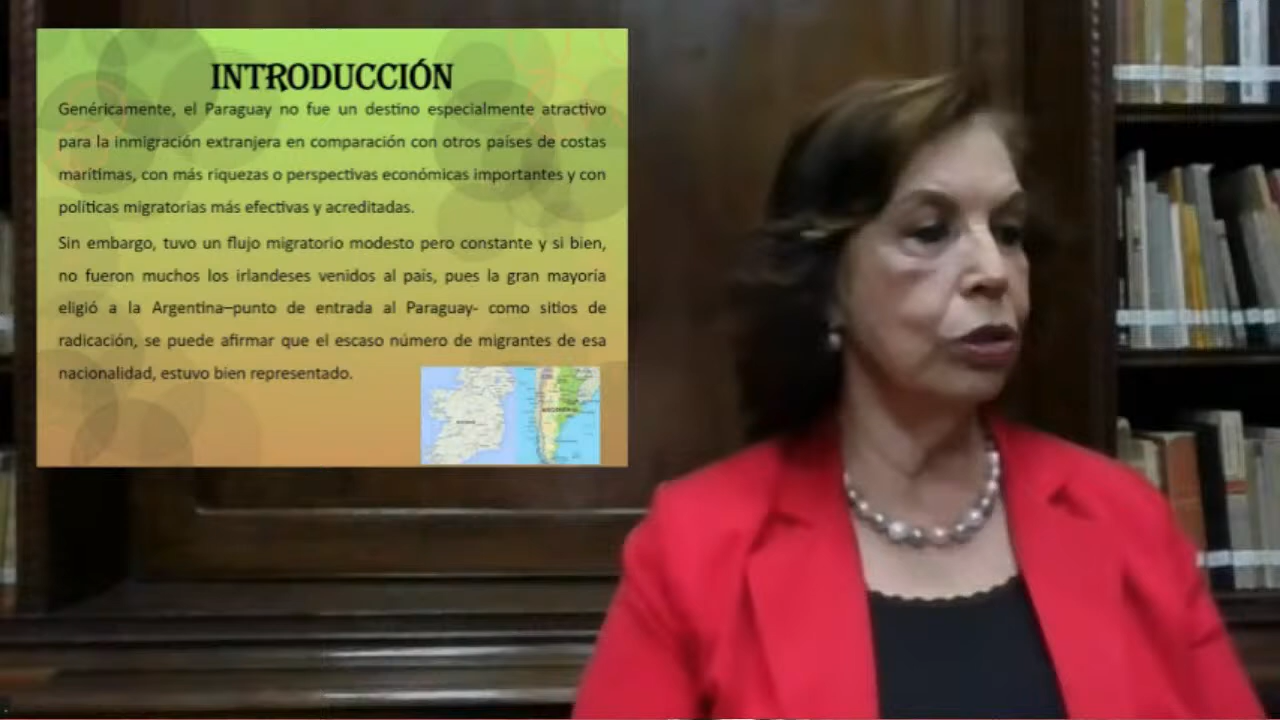 INTRODUCCIÓN
Genéricamente, el Paraguay no fue un destino especialmente atractivo
para la inmigración extranjera en comparación con otros países de costas
marítimas, con más riquezas o perspectivas económicas importantes y con
políticas migratorias más efectivas y acreditadas.
Sin embargo, tuvo un flujo migratorio modesto pero constante y si bien,
no fueron muchos los irlandeses venidos al país, pues la gran mayoría
eligió a la Argentina–punto de entrada al Paraguay- como sitios de
radicación, se puede afirmar que el escaso número de migrantes de esa
nacionalidad, estuvo bien representado.